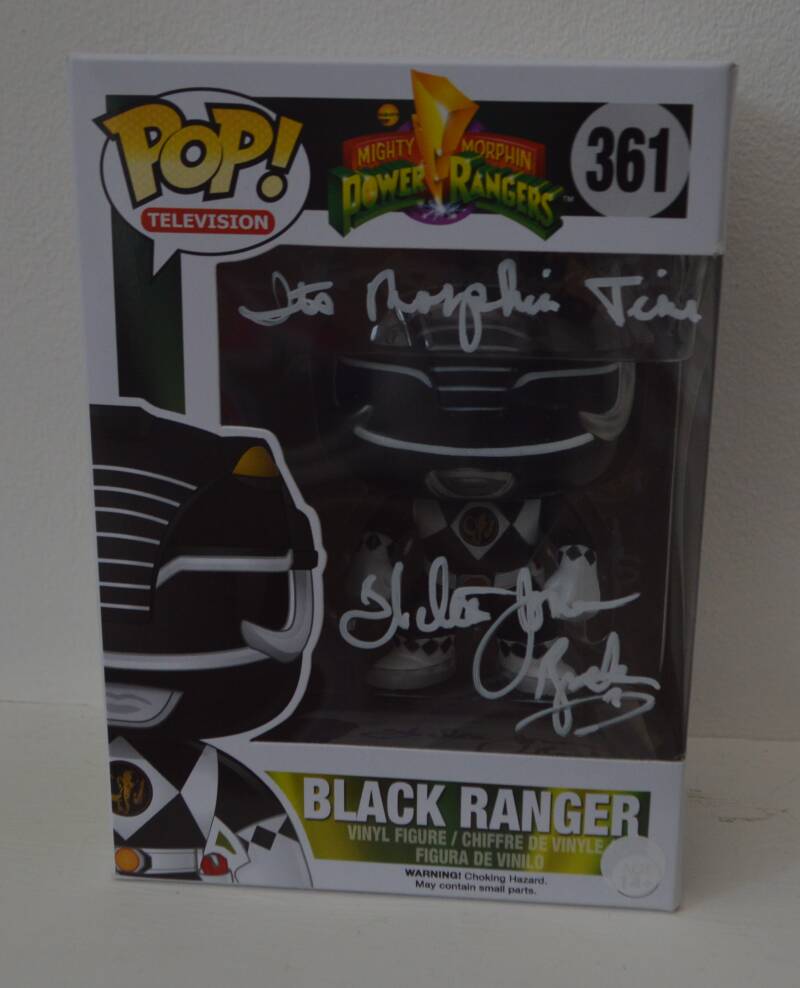 POP!
TELEVISION
MIGHTY MORPHIN
POWER RANGERS™
361
Its Morphin Time
BLACK RANGER
VINYL FIGURE / CHIFFRE DE VINYLE
FIGURA DE VINILO
WARNING! Choking Hazard.
May contain small parts.